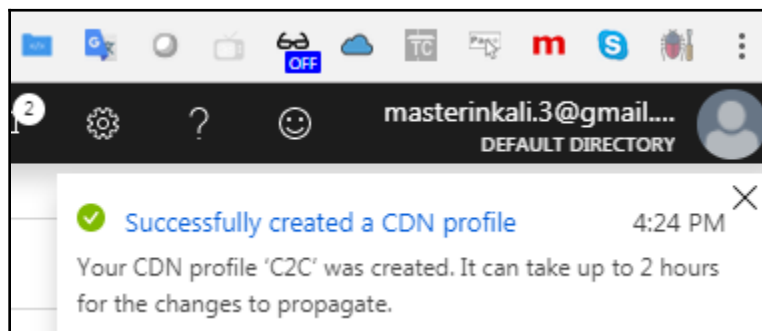 OFF
TC
m
S
2
?
masterinkali.3@gmail....
DEFAULT DIRECTORY
Successfully created a CDN profile
4:24 PM
Your CDN profile 'C2C' was created. It can take up to 2 hours
for the changes to propagate.